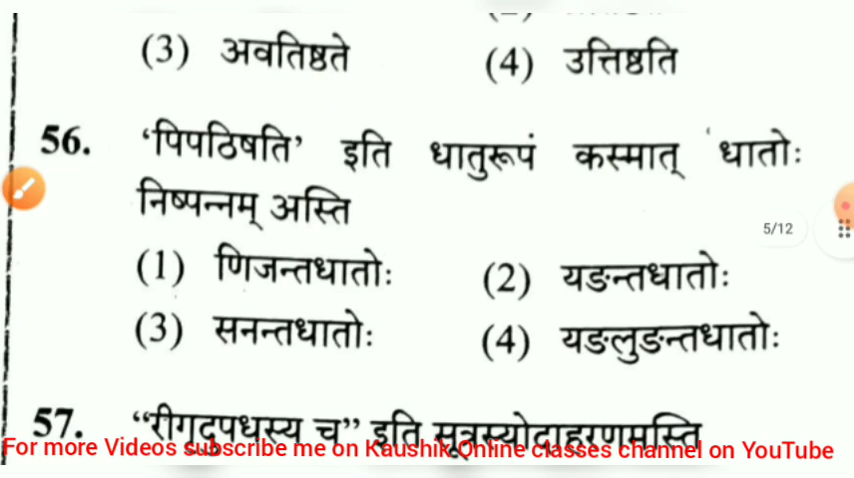 (3) अवतिष्ठते (4) उत्तिष्ठति
56. ‘पिपठिषति’ इति धातुरूपं कस्मात् धातोः
निष्पन्नम् अस्ति
5/12
(1) णिजन्तधातोः (2) यङन्तधातोः
(3) सनन्तधातोः (4) यङलुङन्तधातोः
57. “रीगृदुपधस्य च” इति सूत्रस्योदाहरणमस्ति
For more Videos subscribe me on Kaushik Online classes channel on YouTube